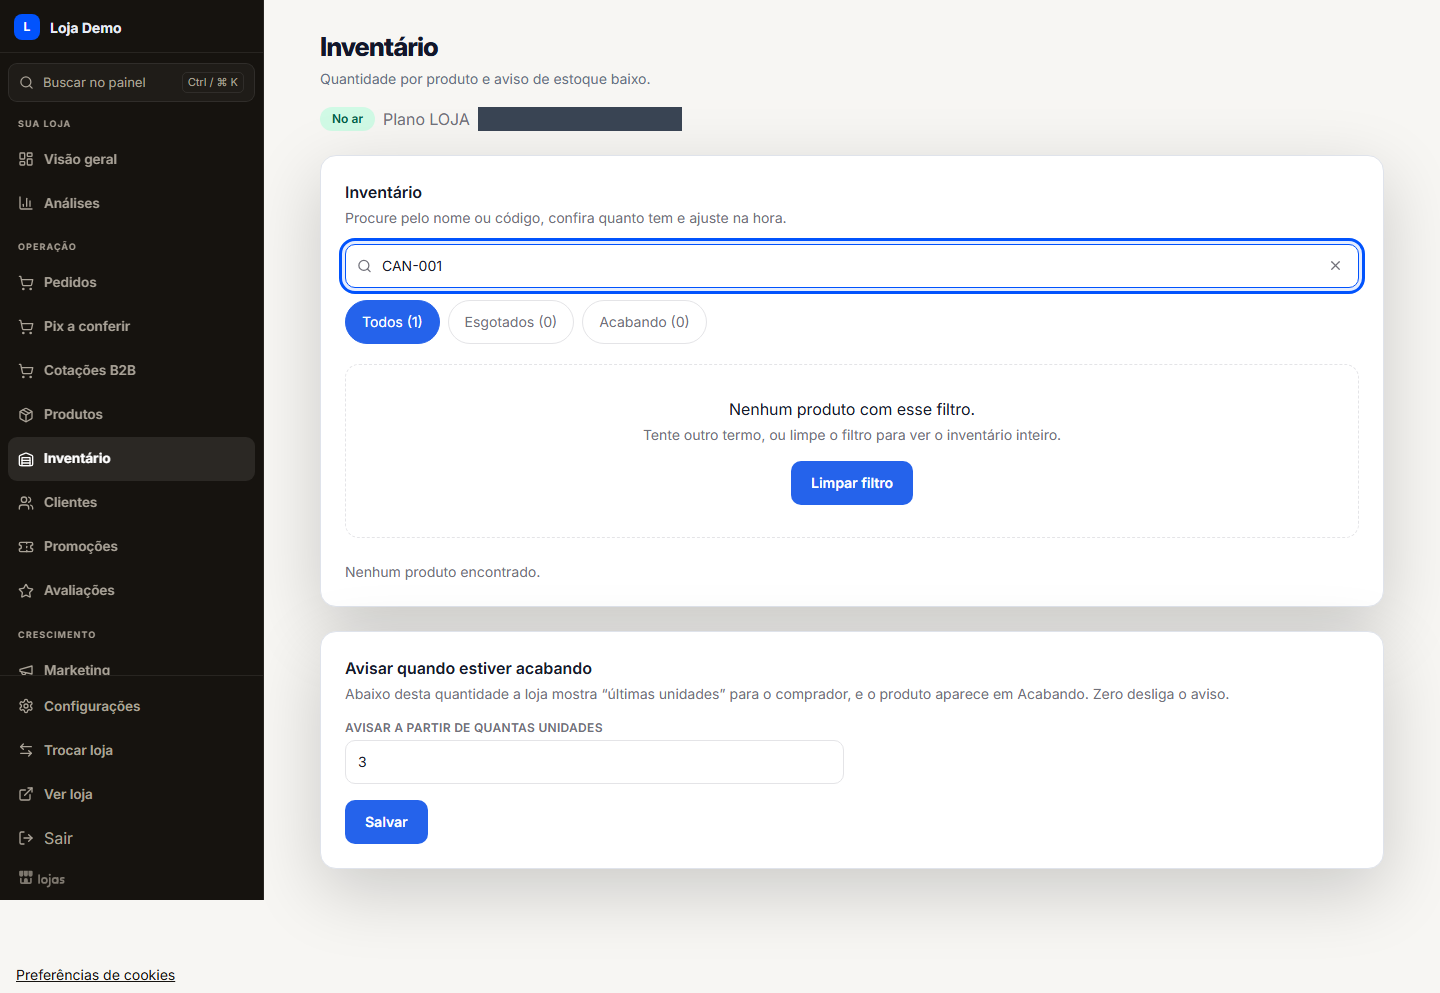 L Loja Demo
Buscar no painel Ctrl / ⌘ K
SUA LOJA
Visão geral
Análises
OPERAÇÃO
Pedidos
Pix a conferir
Cotações B2B
Produtos
Inventário
Clientes
Promoções
Avaliações
CRESCIMENTO
Marketing
Configurações
Trocar loja
Ver loja
Sair
lojas
Preferências de cookies
Inventário
Quantidade por produto e aviso de estoque baixo.
No ar Plano LOJA
Inventário
Procure pelo nome ou código, confira quanto tem e ajuste na hora.
CAN-001
Todos (1) Esgotados (0) Acabando (0)
Nenhum produto com esse filtro.
Tente outro termo, ou limpe o filtro para ver o inventário inteiro.
Limpar filtro
Nenhum produto encontrado.
Avisar quando estiver acabando
Abaixo desta quantidade a loja mostra “últimas unidades” para o comprador, e o produto aparece em Acabando. Zero desliga o aviso.
AVISAR A PARTIR DE QUANTAS UNIDADES
3
Salvar